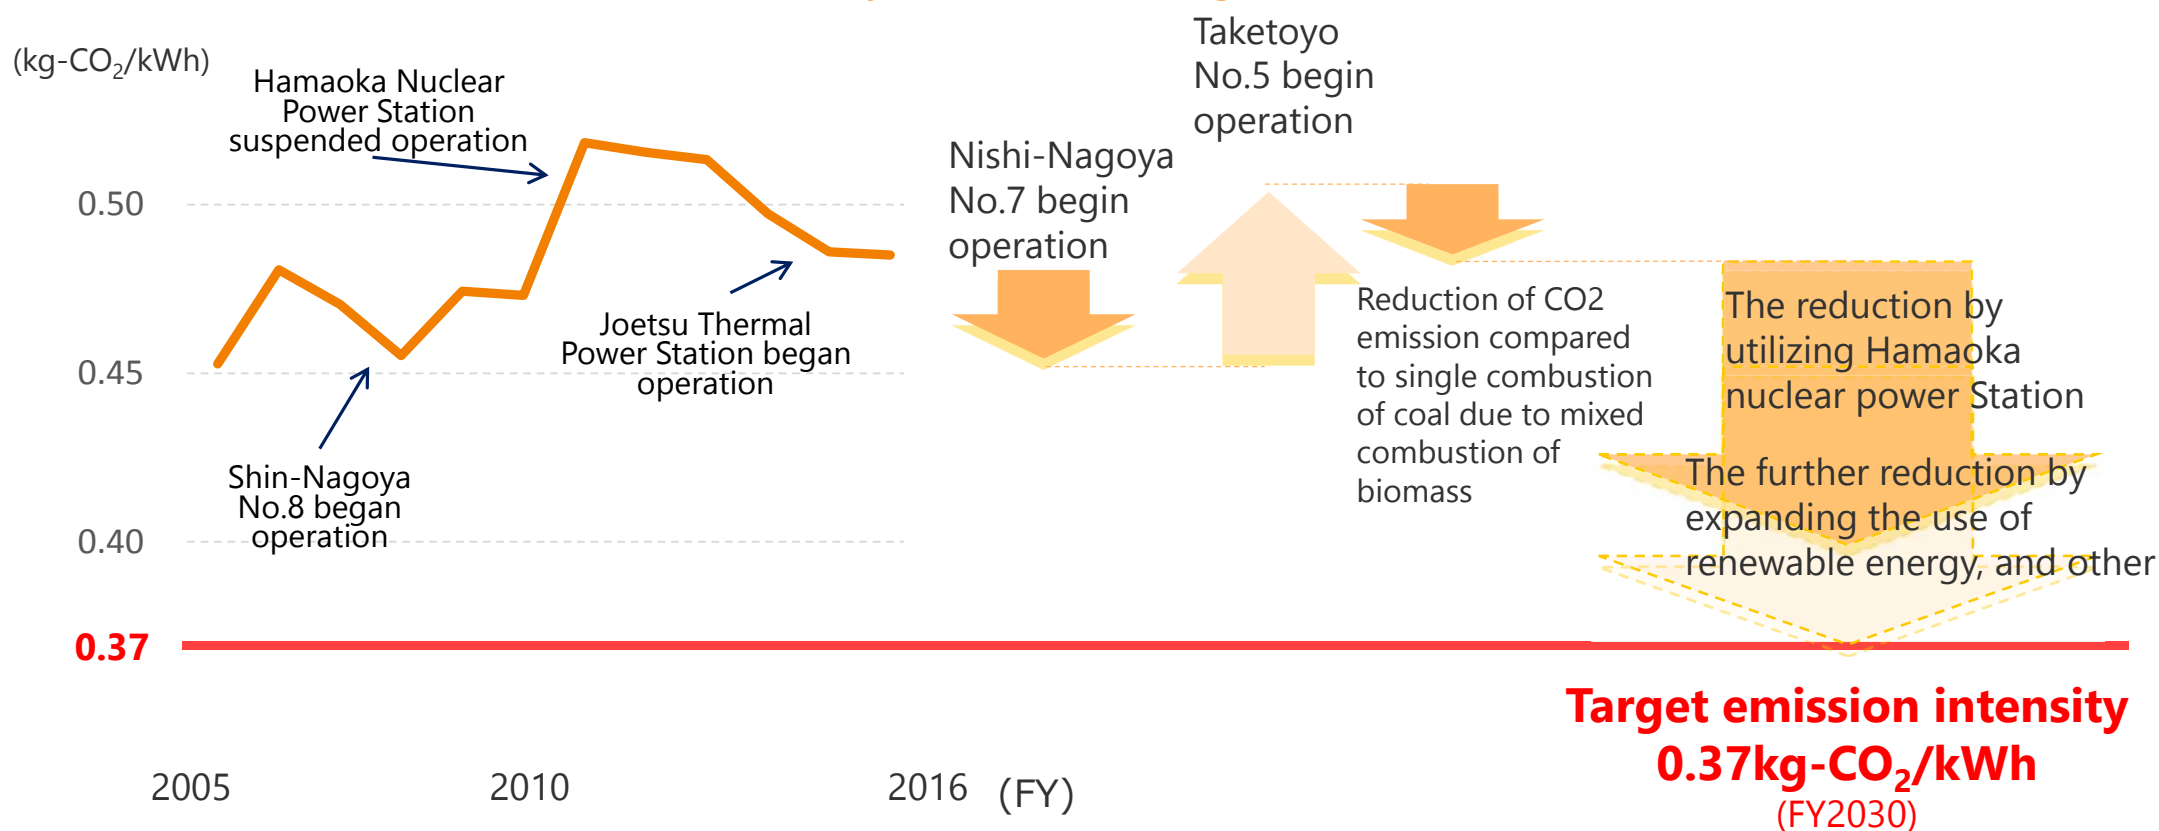 (kg-CO₂/kWh)
Hamaoka Nuclear
Power Station
suspended operation
Taketoyo
No.5 begin
operation
Nishi-Nagoya
No.7 begin
operation
0.50
0.45
0.40
0.37
Joetsu Thermal
Power Station began
operation
Shin-Nagoya
No.8 began
operation
Reduction of CO2
emission compared
to single combustion
of coal due to mixed
combustion of
biomass
The reduction by
utilizing Hamaoka
nuclear power Station
The further reduction by
expanding the use of
renewable energy, and other
Target emission intensity
0.37kg-CO₂/kWh
(FY2030)
2005
2010
2016
(FY)